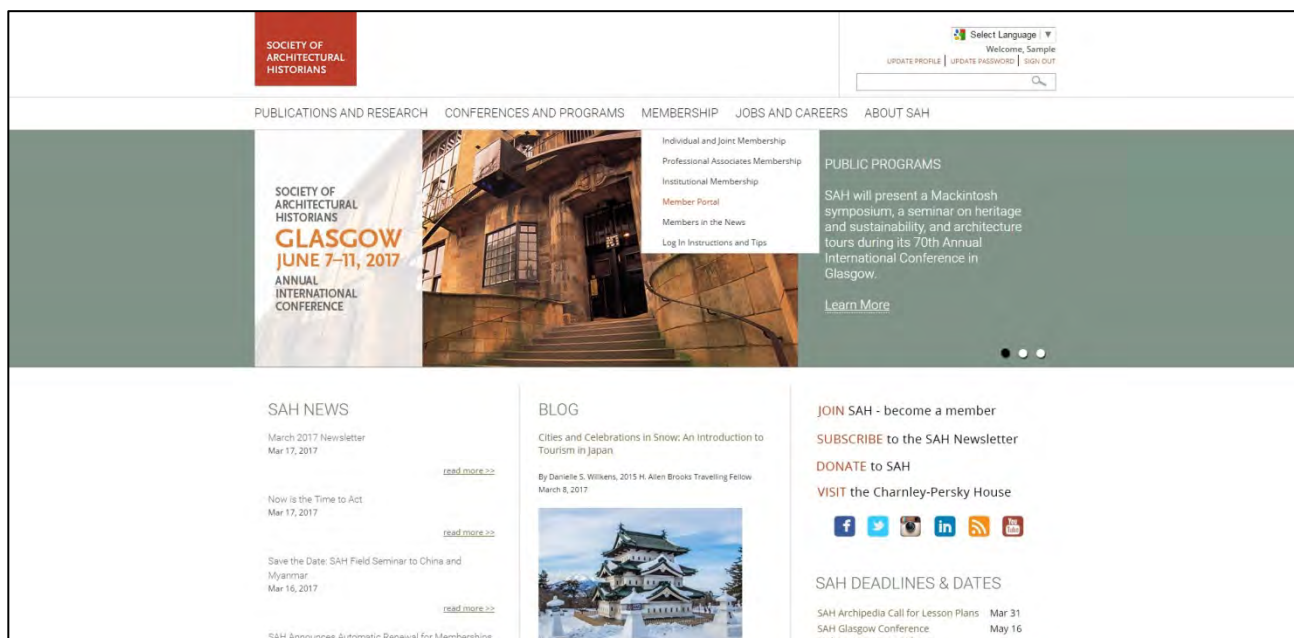 SOCIETY OF
ARCHITECTURAL
HISTORIANS
Select Language ▼
Welcome, Sample
UPDATE PROFILE | UPDATE PASSWORD | SIGN OUT
PUBLICATIONS AND RESEARCH CONFERENCES AND PROGRAMS MEMBERSHIP JOBS AND CAREERS ABOUT SAH
Individual and Joint Membership
Professional Associates Membership
Institutional Membership
Member Portal
Members in the News
Log In Instructions and Tips
SOCIETY OF
ARCHITECTURAL
HISTORIANS
GLASGOW
JUNE 7–11, 2017
ANNUAL
INTERNATIONAL
CONFERENCE
PUBLIC PROGRAMS
SAH will present a Mackintosh
symposium, a seminar on heritage
and sustainability, and architecture
tours during its 70th Annual
International Conference in
Glasgow.
Learn More
SAH NEWS
March 2017 Newsletter
Mar 17, 2017
read more >>
Now is the Time to Act
Mar 17, 2017
read more >>
Save the Date: SAH Field Seminar to China and
Myanmar
Mar 16, 2017
read more >>
SAH Announces Automatic Renewal for Memberships
BLOG
Cities and Celebrations in Snow: An Introduction to
Tourism in Japan
By Danielle S. Willkens, 2015 H. Allen Brooks Travelling Fellow
March 8, 2017
JOIN SAH - become a member
SUBSCRIBE to the SAH Newsletter
DONATE to SAH
VISIT the Charnley-Persky House
You
Tube
SAH DEADLINES & DATES
SAH Archipedia Call for Lesson Plans Mar 31
SAH Glasgow Conference May 16